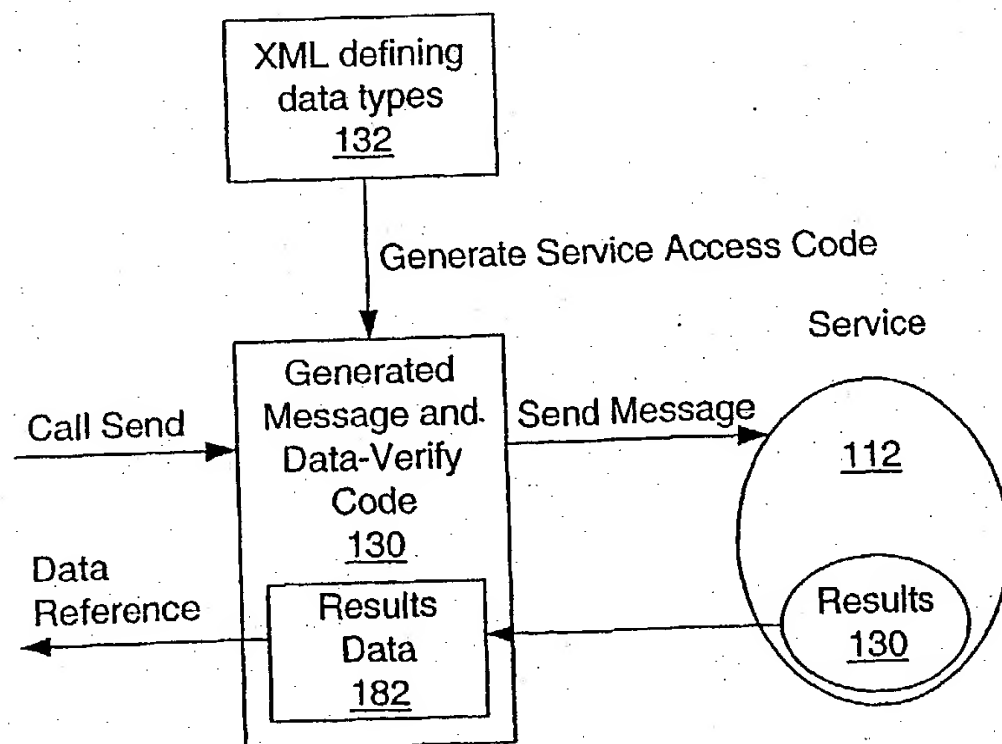 XML defining
data types
132
Generate Service Access Code
Service
Generated
Message and.
Data-Verify
Code
130
Call Send
Send Message
112
Data
Reference
Results
Data
182
Results
130